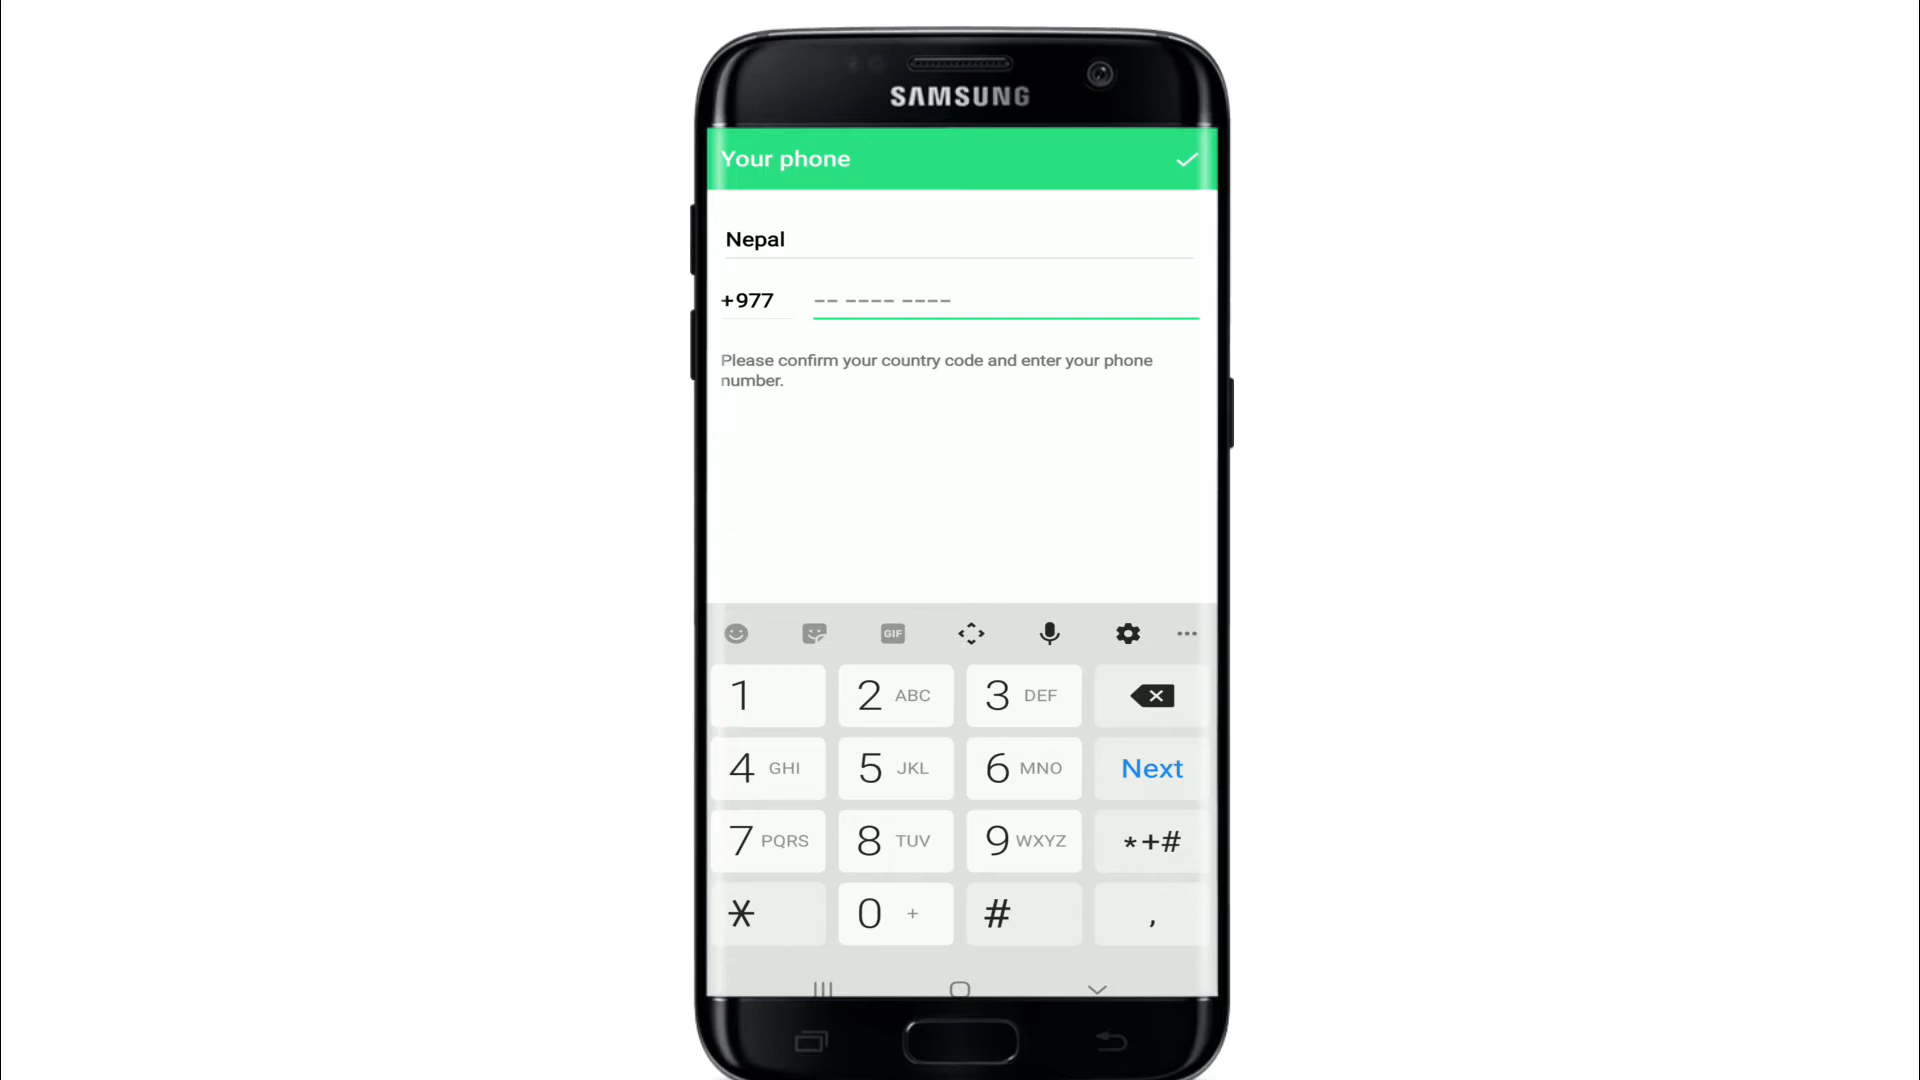 SAMSUNG
Your phone
Nepal
+977 -- ---- ----
Please confirm your country code and enter your phone
number.
GIF
1 2 ABC 3 DEF
4 GHI 5 JKL 6 MNO Next
7 PQRS 8 TUV 9 WXYZ *+#
* 0 + # ,